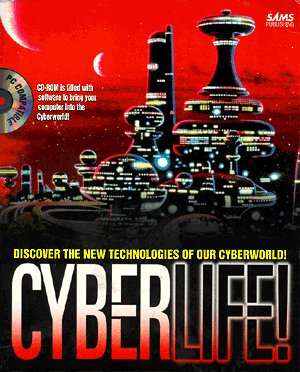 SAMS
PUBLISHING
PC COMPATIBLE
CD-ROM is filled with
software to bring your
computer into the
Cyberworld!
DISCOVER THE NEW TECHNOLOGIES OF OUR CYBERWORLD!
CYBERLIFE!